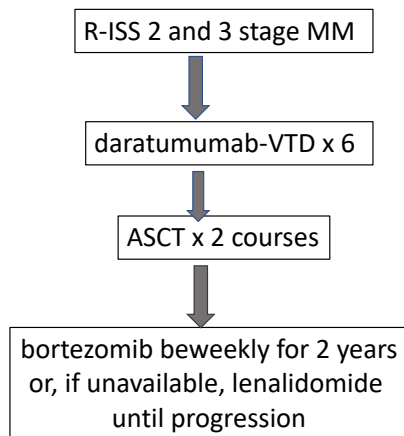 R-ISS 2 and 3 stage MM
daratumumab-VTD x 6
ASCT x 2 courses
bortezomib beweekly for 2 years
or, if unavailable, lenalidomide
until progression